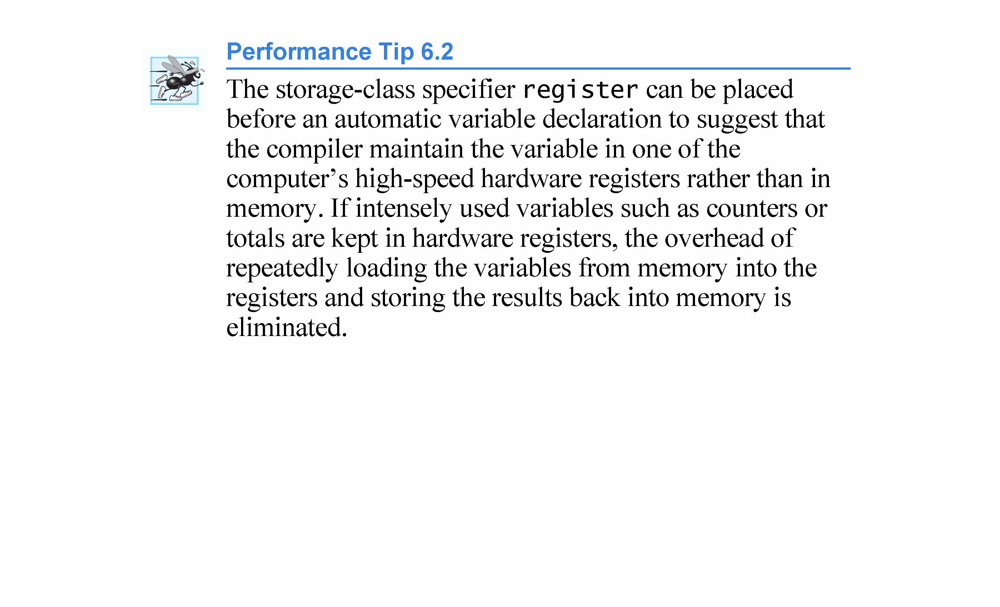 Performance Tip 6.2
The storage-class specifier register can be placed
before an automatic variable declaration to suggest that
the compiler maintain the variable in one of the
computer’s high-speed hardware registers rather than in
memory. If intensely used variables such as counters or
totals are kept in hardware registers, the overhead of
repeatedly loading the variables from memory into the
registers and storing the results back into memory is
eliminated.